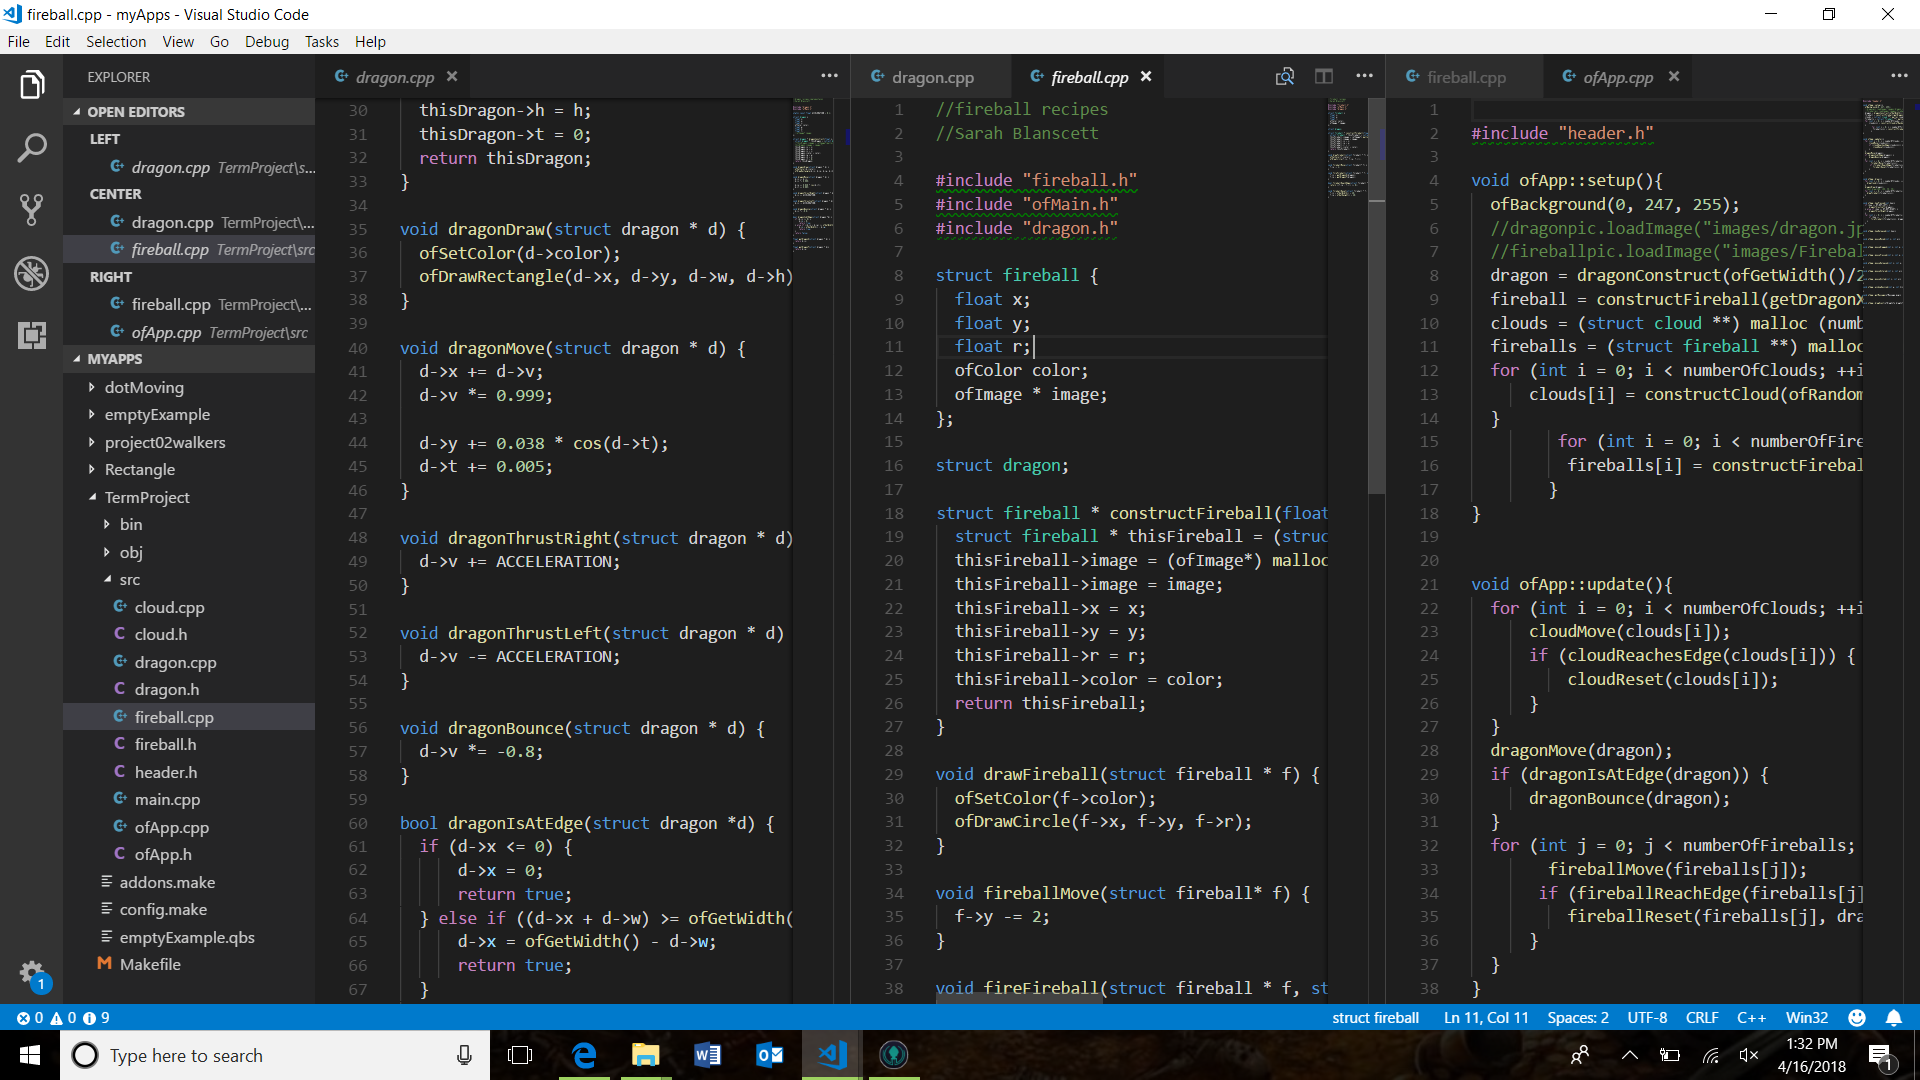 fireball.cpp - myApps - Visual Studio Code
File Edit Selection View Go Debug Tasks Help
EXPLORER
OPEN EDITORS
LEFT
dragon.cpp TermProject\s...
CENTER
dragon.cpp TermProject\...
fireball.cpp TermProject\src
RIGHT
fireball.cpp TermProject\...
ofApp.cpp TermProject\src
MYAPPS
dotMoving
emptyExample
project02walkers
Rectangle
TermProject
bin
obj
src
cloud.cpp
cloud.h
dragon.cpp
dragon.h
fireball.cpp
fireball.h
header.h
main.cpp
ofApp.cpp
ofApp.h
addons.make
config.make
emptyExample.qbs
Makefile
1
dragon.cpp
30 thisDragon->h = h;
31 thisDragon->t = 0;
32 return thisDragon;
33 }
34
35 void dragonDraw(struct dragon * d) {
36 ofSetColor(d->color);
37 ofDrawRectangle(d->x, d->y, d->w, d->h)
38 }
39
40 void dragonMove(struct dragon * d) {
41 d->x += d->v;
42 d->v *= 0.999;
43
44 d->y += 0.038 * cos(d->t);
45 d->t += 0.005;
46 }
47
48 void dragonThrustRight(struct dragon * d)
49 d->v += ACCELERATION;
50 }
51
52 void dragonThrustLeft(struct dragon * d)
53 d->v -= ACCELERATION;
54 }
55
56 void dragonBounce(struct dragon * d) {
57 d->v *= -0.8;
58 }
59
60 bool dragonIsAtEdge(struct dragon *d) {
61 if (d->x <= 0) {
62 d->x = 0;
63 return true;
64 } else if ((d->x + d->w) >= ofGetWidth(
65 d->x = ofGetWidth() - d->w;
66 return true;
67 }
dragon.cpp fireball.cpp
1 //fireball recipes
2 //Sarah Blanscett
3
4 #include "fireball.h"
5 #include "ofMain.h"
6 #include "dragon.h"
7
8 struct fireball {
9 float x;
10 float y;
11 float r;
12 ofColor color;
13 ofImage * image;
14 };
15
16 struct dragon;
17
18 struct fireball * constructFireball(float
19 struct fireball * thisFireball = (struc
20 thisFireball->image = (ofImage*) malloc
21 thisFireball->image = image;
22 thisFireball->x = x;
23 thisFireball->y = y;
24 thisFireball->r = r;
25 thisFireball->color = color;
26 return thisFireball;
27 }
28
29 void drawFireball(struct fireball * f) {
30 ofSetColor(f->color);
31 ofDrawCircle(f->x, f->y, f->r);
32 }
33
34 void fireballMove(struct fireball* f) {
35 f->y -= 2;
36 }
37
38 void fireFireball(struct fireball * f, st
fireball.cpp ofApp.cpp
1
2 #include "header.h"
3
4 void ofApp::setup(){
5 ofBackground(0, 247, 255);
6 //dragonpic.loadImage("images/dragon.jp
7 //fireballpic.loadImage("images/Firebal
8 dragon = dragonConstruct(ofGetWidth()/2
9 fireball = constructFireball(getDragonX
10 clouds = (struct cloud **) malloc (numb
11 fireballs = (struct fireball **) malloc
12 for (int i = 0; i < numberOfClouds; ++i
13 clouds[i] = constructCloud(ofRandom
14 }
15 for (int i = 0; i < numberOfFire
16 fireballs[i] = constructFirebal
17 }
18 }
19
20
21 void ofApp::update(){
22 for (int i = 0; i < numberOfClouds; ++i
23 cloudMove(clouds[i]);
24 if (cloudReachesEdge(clouds[i])) {
25 cloudReset(clouds[i]);
26 }
27 }
28 dragonMove(dragon);
29 if (dragonIsAtEdge(dragon)) {
30 dragonBounce(dragon);
31 }
32 for (int j = 0; j < numberOfFireballs;
33 fireballMove(fireballs[j]);
34 if (fireballReachEdge(fireballs[j]
35 fireballReset(fireballs[j], dra
36 }
37 }
38 }
0 0 9 struct fireball Ln 11, Col 11 Spaces: 2 UTF-8 CRLF C++ Win32
Type here to search
1:32 PM
4/16/2018
1